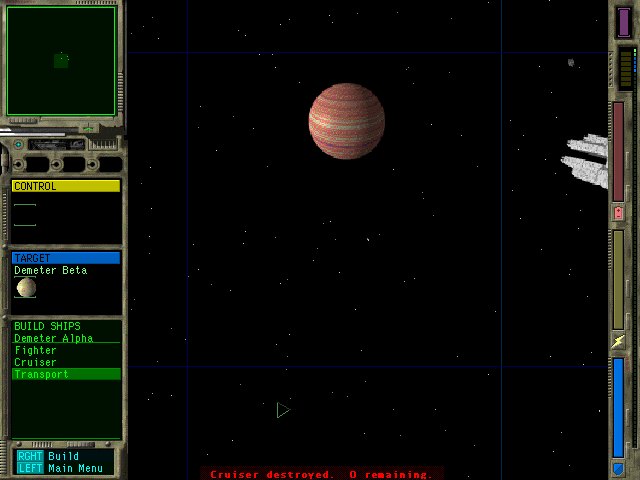 CONTROL
TARGET
Demeter Beta
BUILD SHIPS
Demeter Alpha
Fighter
Cruiser
Transport
RGHT Build
LEFT Main Menu
Cruiser destroyed.  0 remaining.